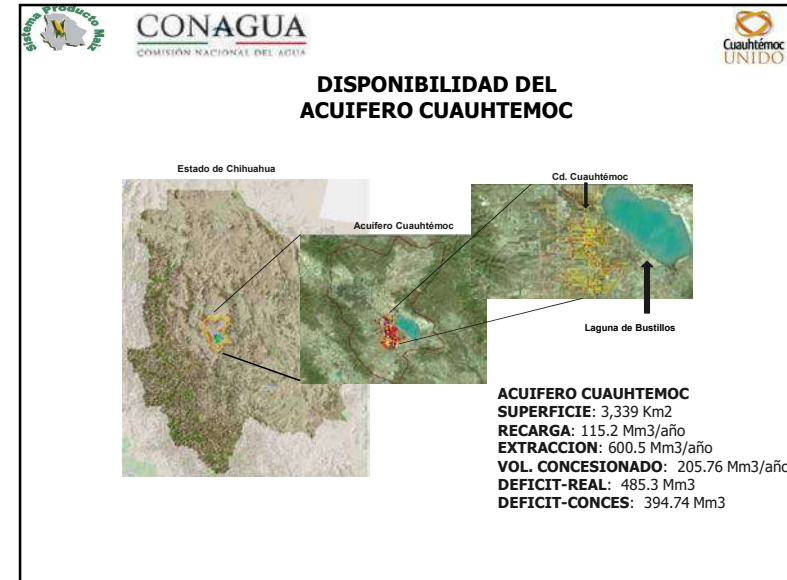 Sistema Producto Maíz
CONAGUA
COMISIÓN NACIONAL DEL AGUA
Cuauhtémoc
UNIDO
DISPONIBILIDAD DEL
ACUIFERO CUAUHTEMOC
Estado de Chihuahua
Cd. Cuauhtémoc
Acuífero Cuauhtémoc
Laguna de Bustillos
ACUIFERO CUAUHTEMOC
SUPERFICIE: 3,339 Km2
RECARGA: 115.2 Mm3/año
EXTRACCION: 600.5 Mm3/año
VOL. CONCESIONADO: 205.76 Mm3/año
DEFICIT-REAL: 485.3 Mm3
DEFICIT-CONCES: 394.74 Mm3